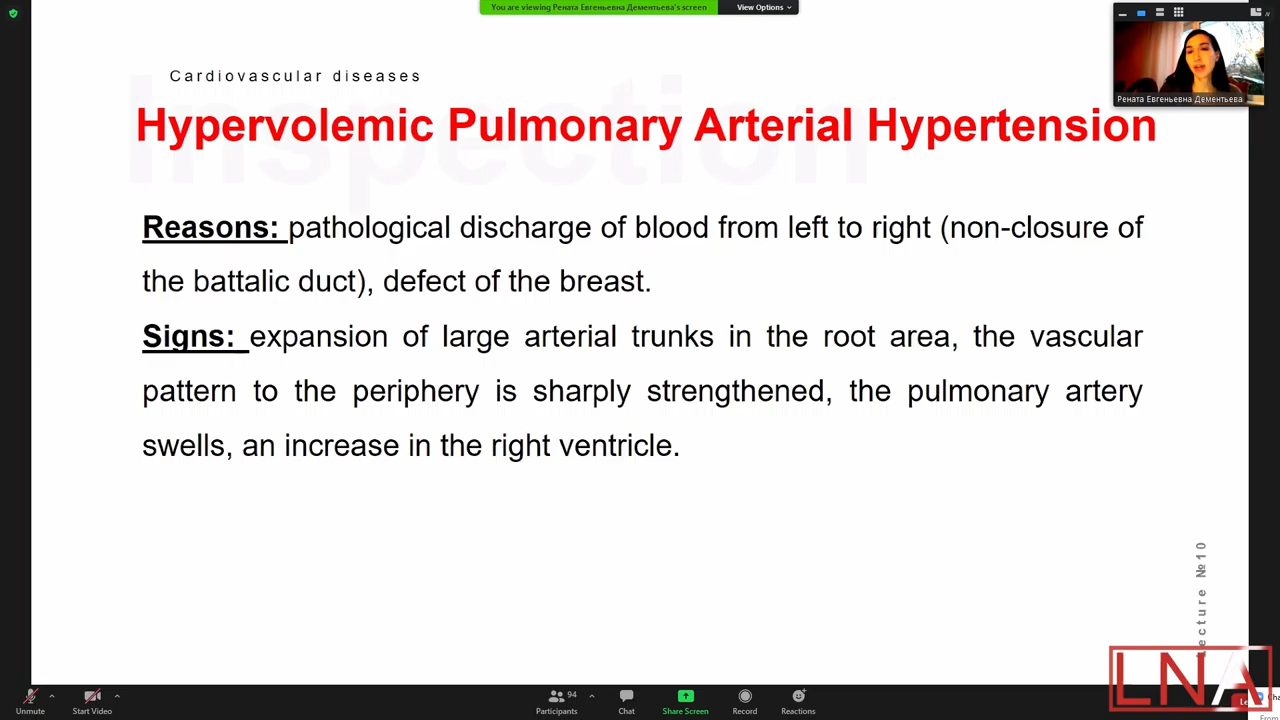 You are viewing Рената Евгеньевна Дементьева's screen
View Options
Cardiovascular diseases
Inspection
Hypervolemic Pulmonary Arterial Hypertension
Рената Евгеньевна Дементьева
Reasons: pathological discharge of blood from left to right (non-closure of
the battalic duct), defect of the breast.
Signs: expansion of large arterial trunks in the root area, the vascular
pattern to the periphery is sharply strengthened, the pulmonary artery
swells, an increase in the right ventricle.
Lecture №10
LNA
Unmute
Start Video
94
Participants
Chat
Share Screen
Record
Reactions